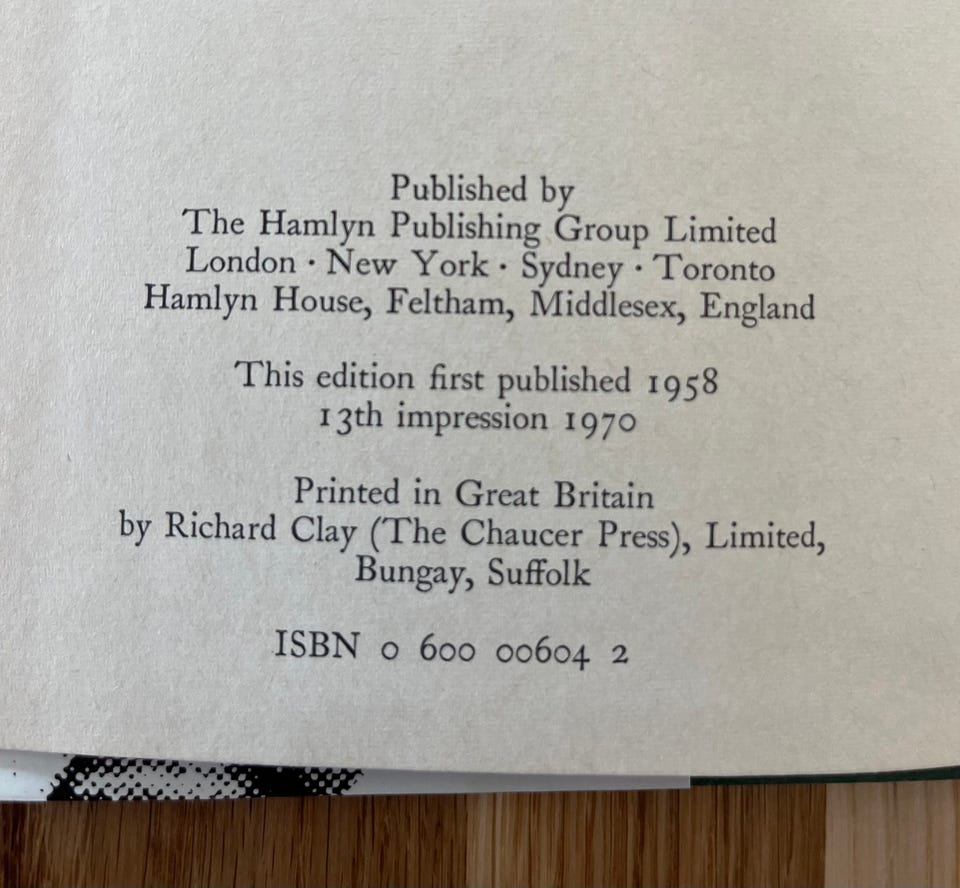 Published by
The Hamlyn Publishing Group Limited
London · New York · Sydney · Toronto
Hamlyn House, Feltham, Middlesex, England
This edition first published 1958
13th impression 1970
Printed in Great Britain
by Richard Clay (The Chaucer Press), Limited,
Bungay, Suffolk
ISBN 0 600 00604 2